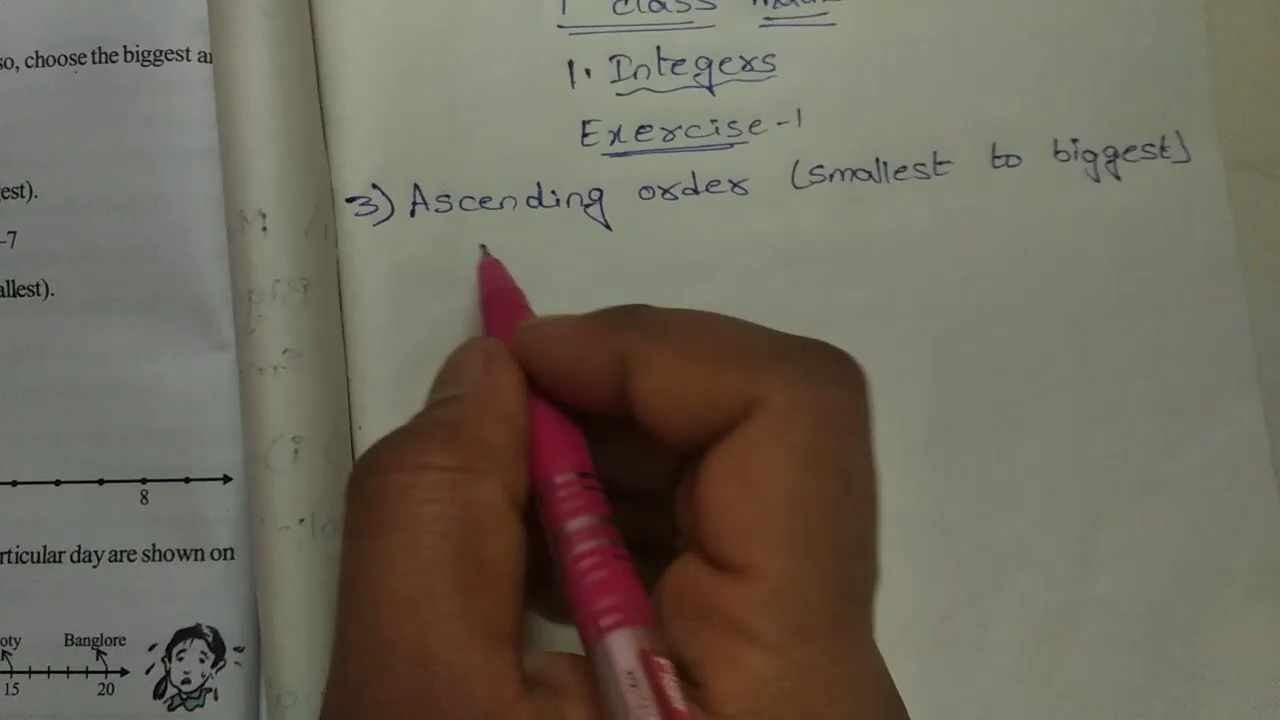 so, choose the biggest
est).
-7
allest).
8
rticular day are shown on
oty Banglore
15 20
class
1. Integers
Exercise-1
3) Ascending order (smallest to biggest)